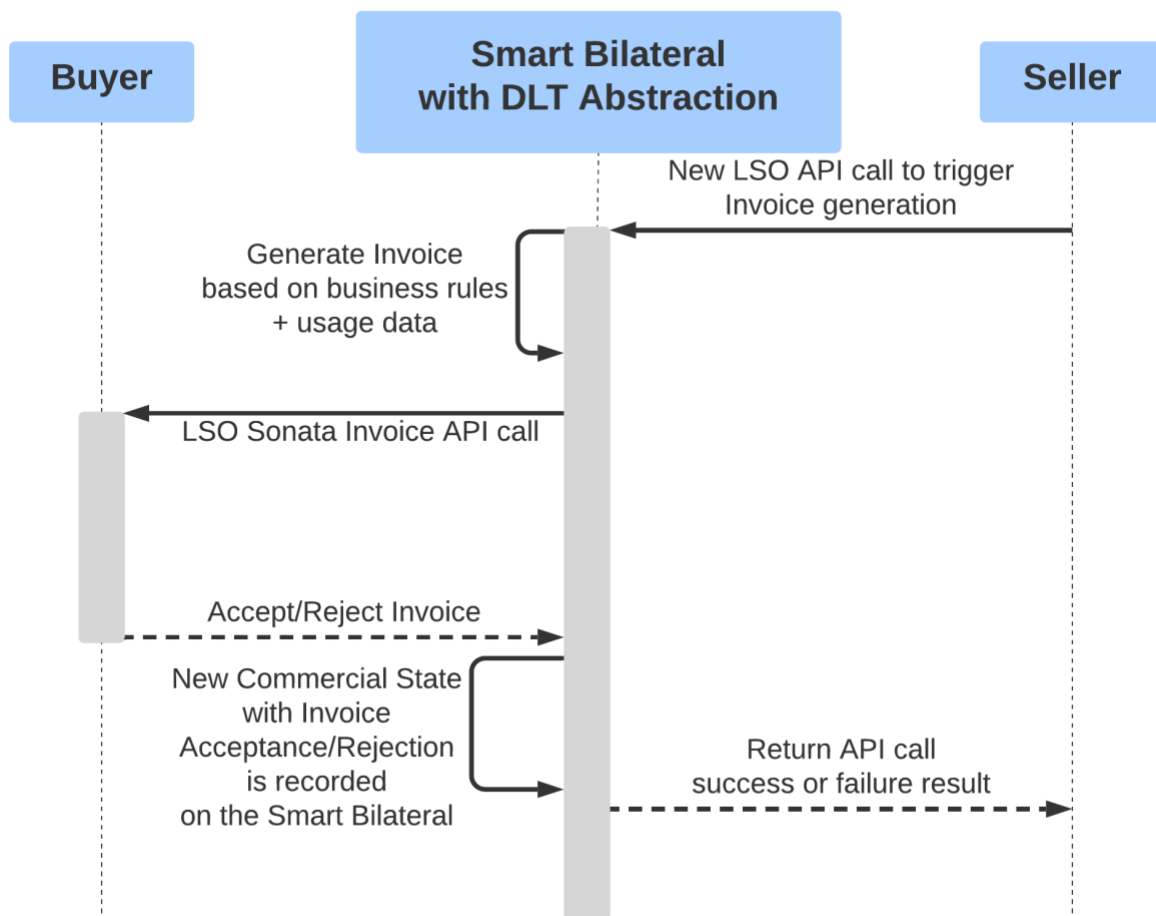 Buyer
Smart Bilateral
with DLT Abstraction
Seller
New LSO API call to trigger
Invoice generation
Generate Invoice
based on business rules
+ usage data
LSO Sonata Invoice API call
Accept/Reject Invoice
New Commercial State
with Invoice
Acceptance/Rejection
is recorded
on the Smart Bilateral
Return API call
success or failure result